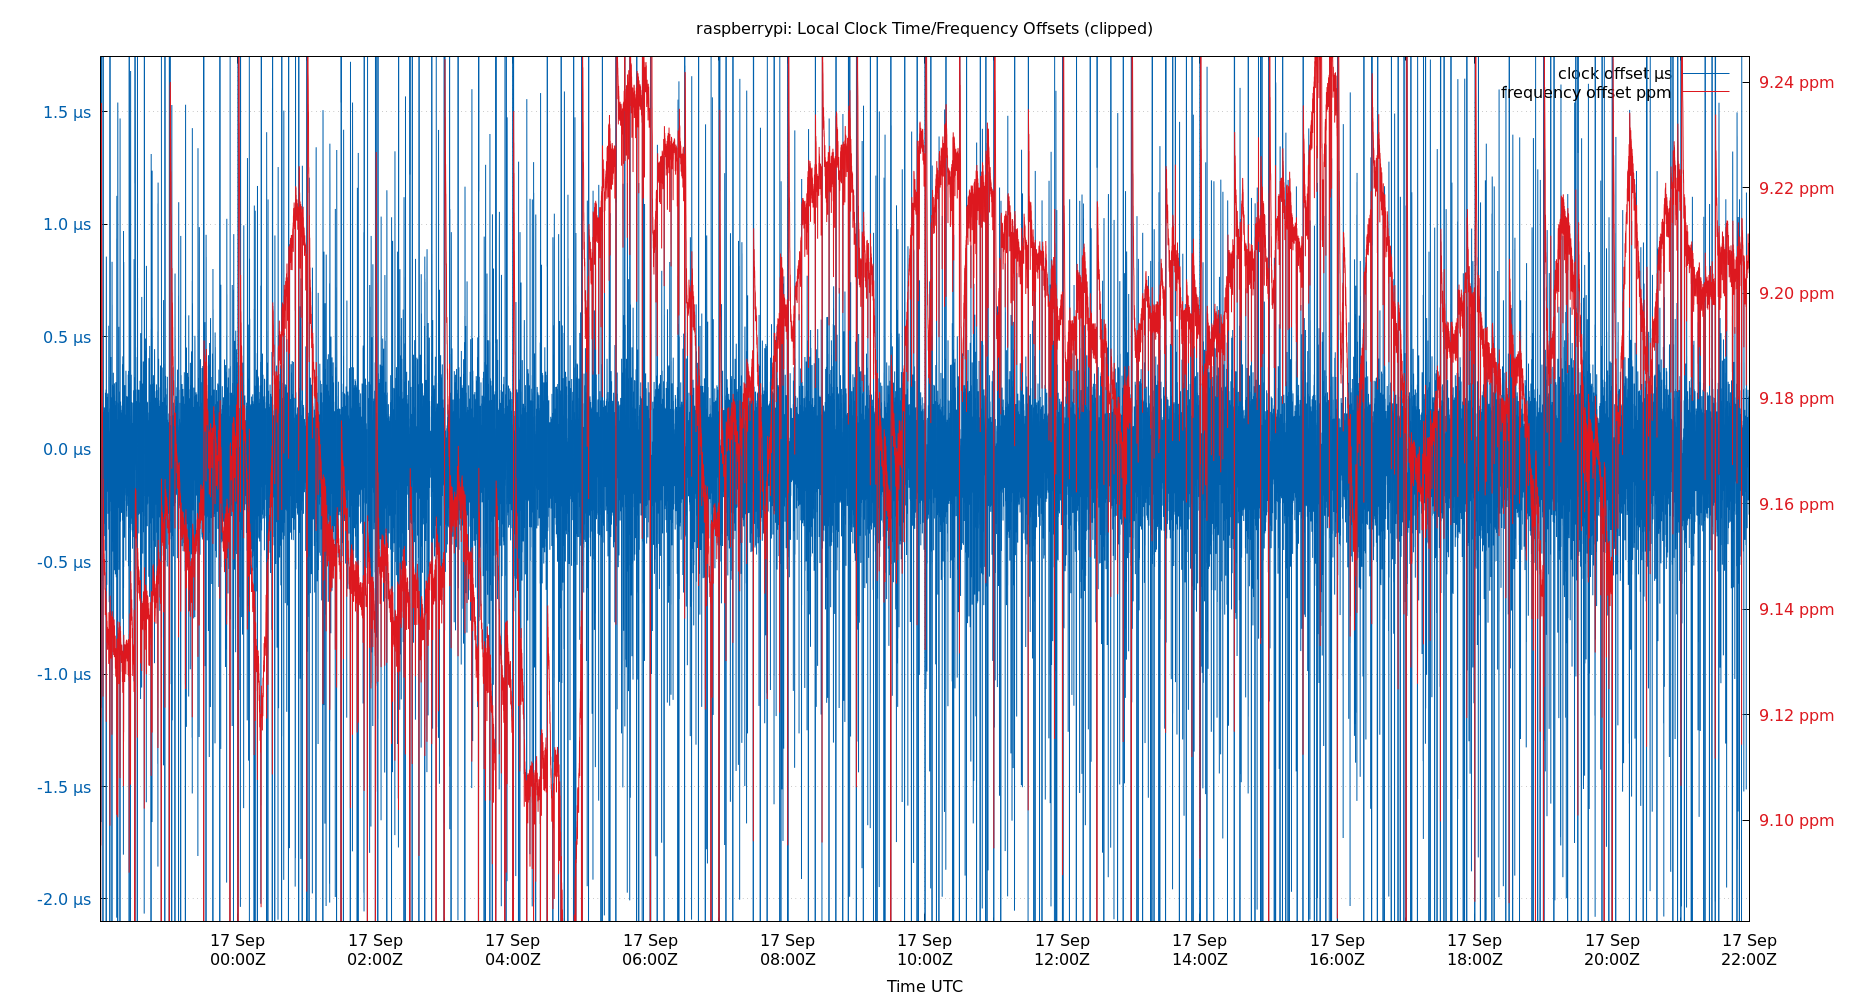 raspberrypi: Local Clock Time/Frequency Offsets (clipped)
clock offset µs
frequency offset ppm
1.5 µs
1.0 µs
0.5 µs
0.0 µs
-0.5 µs
-1.0 µs
-1.5 µs
-2.0 µs
9.24 ppm
9.22 ppm
9.20 ppm
9.18 ppm
9.16 ppm
9.14 ppm
9.12 ppm
9.10 ppm
17 Sep 17 Sep 17 Sep 17 Sep 17 Sep 17 Sep 17 Sep 17 Sep 17 Sep 17 Sep 17 Sep 17 Sep
00:00Z 02:00Z 04:00Z 06:00Z 08:00Z 10:00Z 12:00Z 14:00Z 16:00Z 18:00Z 20:00Z 22:00Z
Time UTC